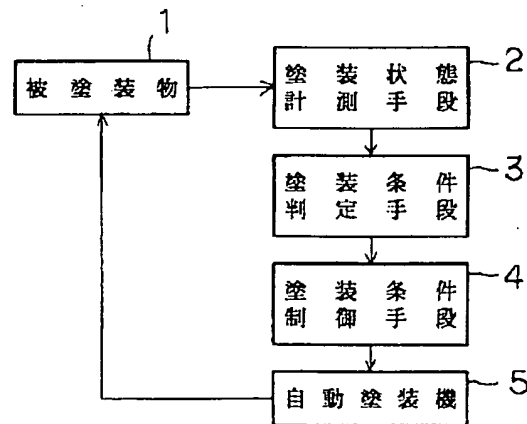 1
被塗装物
塗装状態
計測手段
2
塗装条件
判定手段
3
塗装条件
制御手段
4
自動塗装機
5